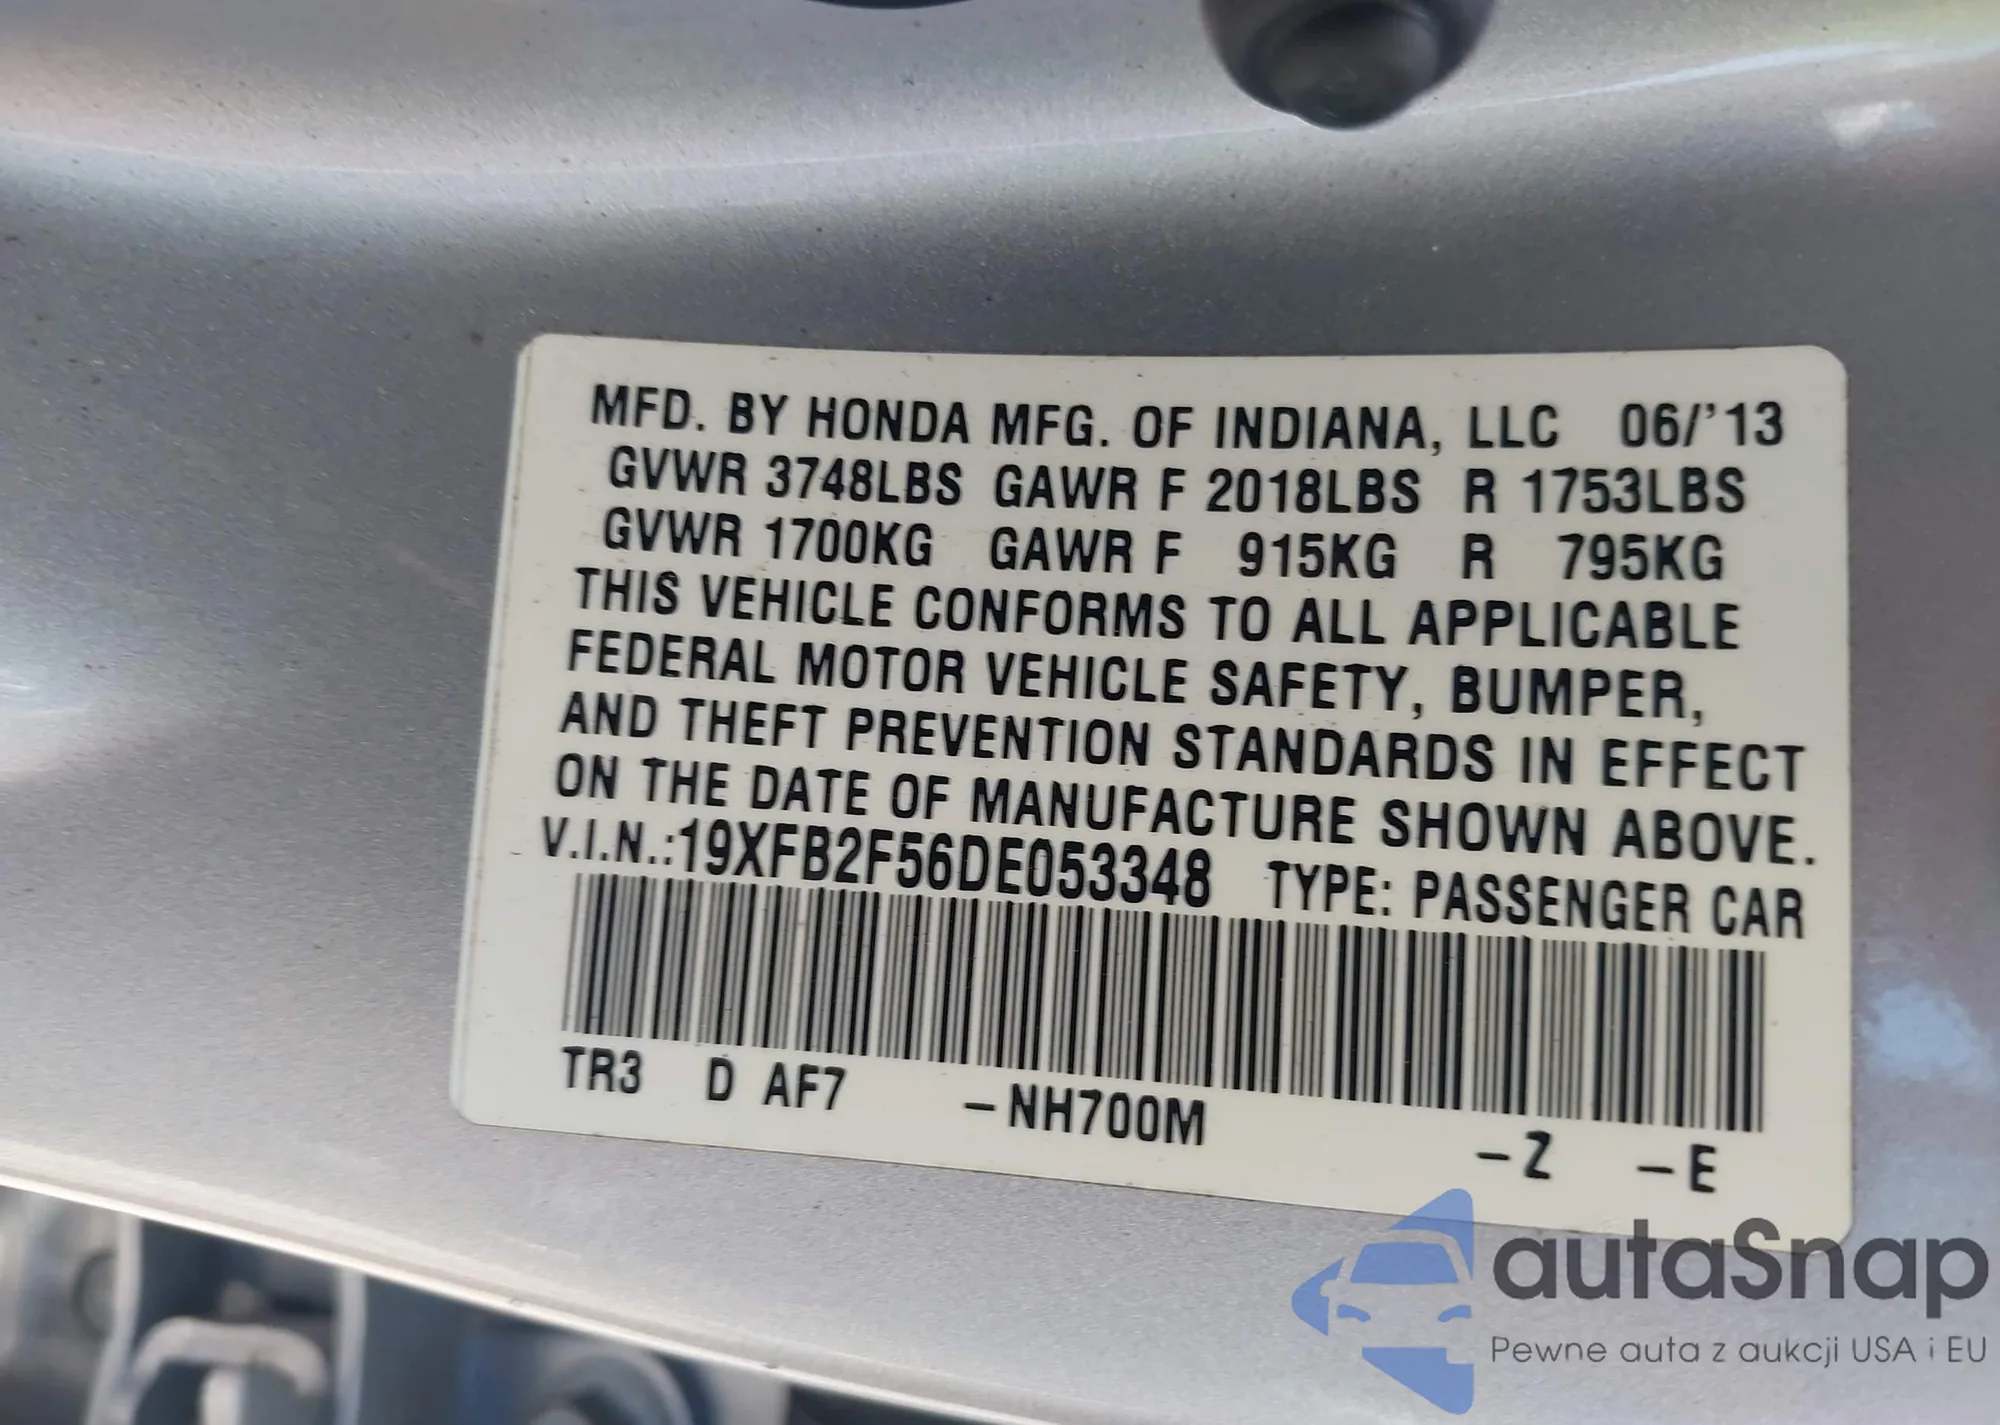 MFD. BY HONDA MFG. OF INDIANA, LLC 06/'13
GVWR 3748LBS GAWR F 2018LBS R 1753LBS
GVWR 1700KG GAWR F 915KG R 795KG
THIS VEHICLE CONFORMS TO ALL APPLICABLE
FEDERAL MOTOR VEHICLE SAFETY, BUMPER,
AND THEFT PREVENTION STANDARDS IN EFFECT
ON THE DATE OF MANUFACTURE SHOWN ABOVE.
V.I.N.:19XFB2F56DE053348 TYPE: PASSENGER CAR
TR3 D AF7 –NH700M –Z –E
autaSnap
Pewne auta z aukcji USA i EU